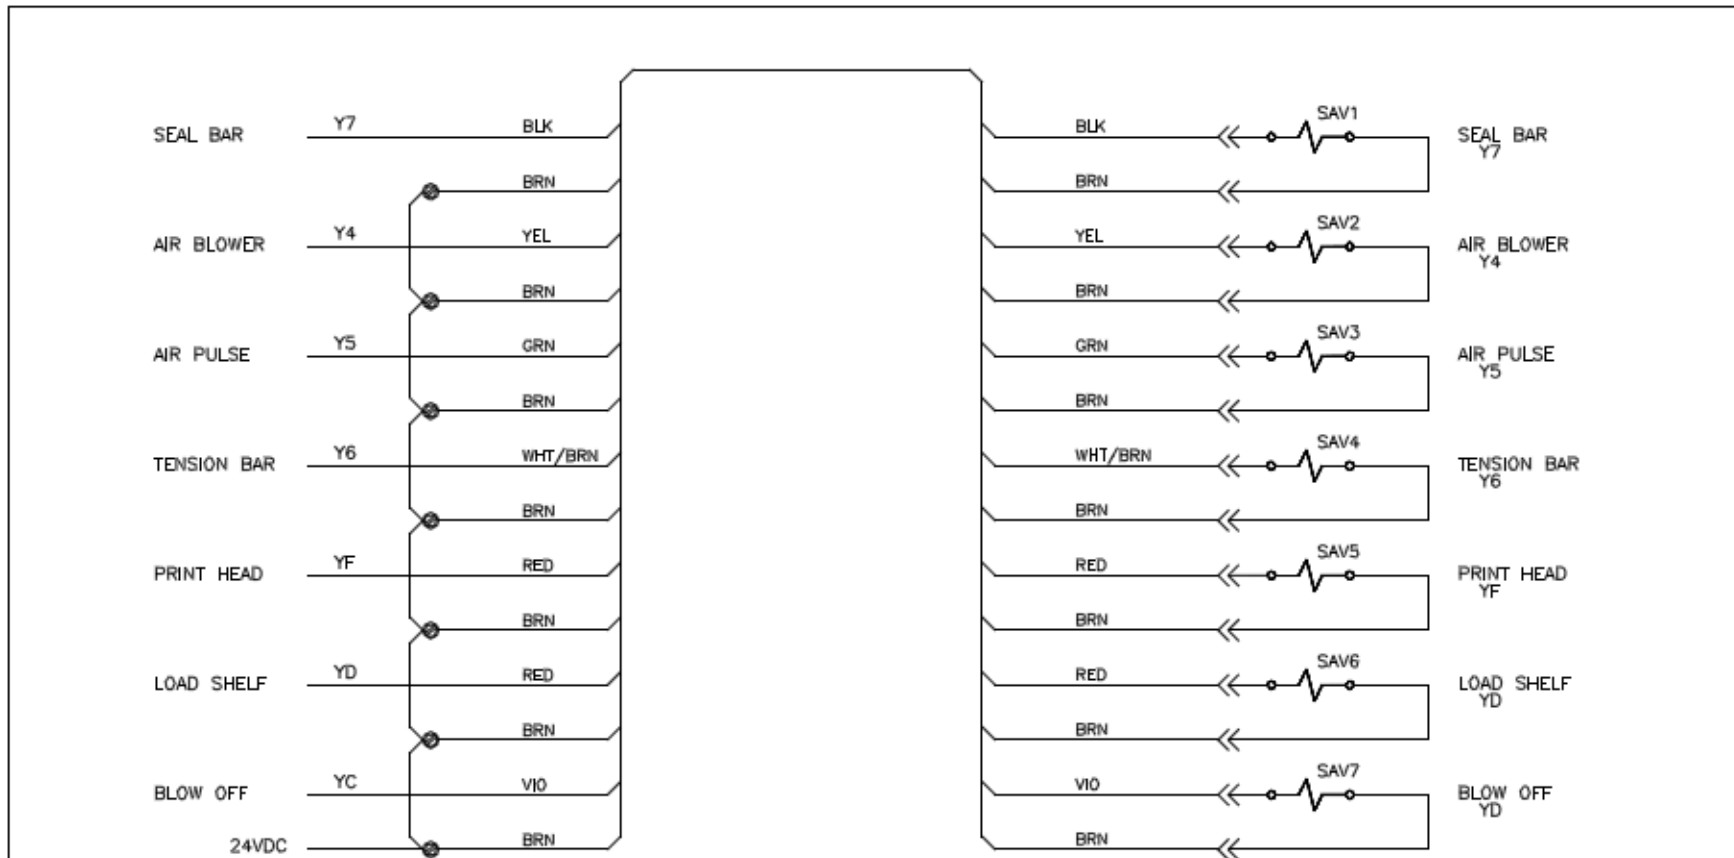 SAV1
SEAL BAR Y7 BLK BLK SEAL BAR
Y7
BRN BRN
SAV2
AIR BLOWER Y4 YEL YEL AIR BLOWER
Y4
BRN BRN
SAV3
AIR PULSE Y5 GRN GRN AIR PULSE
Y5
BRN BRN
SAV4
TENSION BAR Y6 WHT/BRN WHT/BRN TENSION BAR
Y6
BRN BRN
SAV5
PRINT HEAD YF RED RED PRINT HEAD
YF
BRN BRN
SAV6
LOAD SHELF YD RED RED LOAD SHELF
YD
BRN BRN
SAV7
BLOW OFF YC VIO VIO BLOW OFF
YD
24VDC BRN BRN